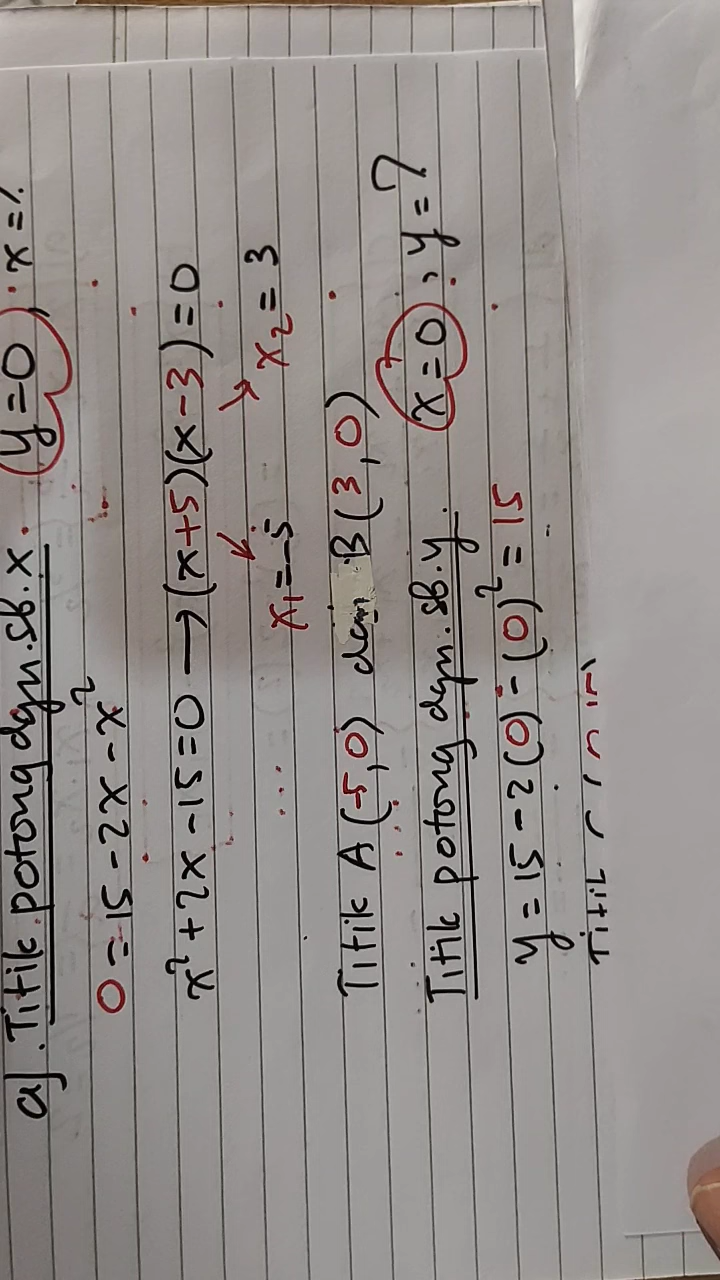 a). Titik potong dgn. sb. x. y = 0, x = ?
0 = 15 - 2x - x²
x² + 2x - 15 = 0 → (x+5)(x-3) = 0
x₁ = -5 x₂ = 3
Titik A (-5, 0) dan B (3, 0)
Titik potong dgn. sb. y. x = 0, y = ?
y = 15 - 2(0) - (0)² = 15
Titik